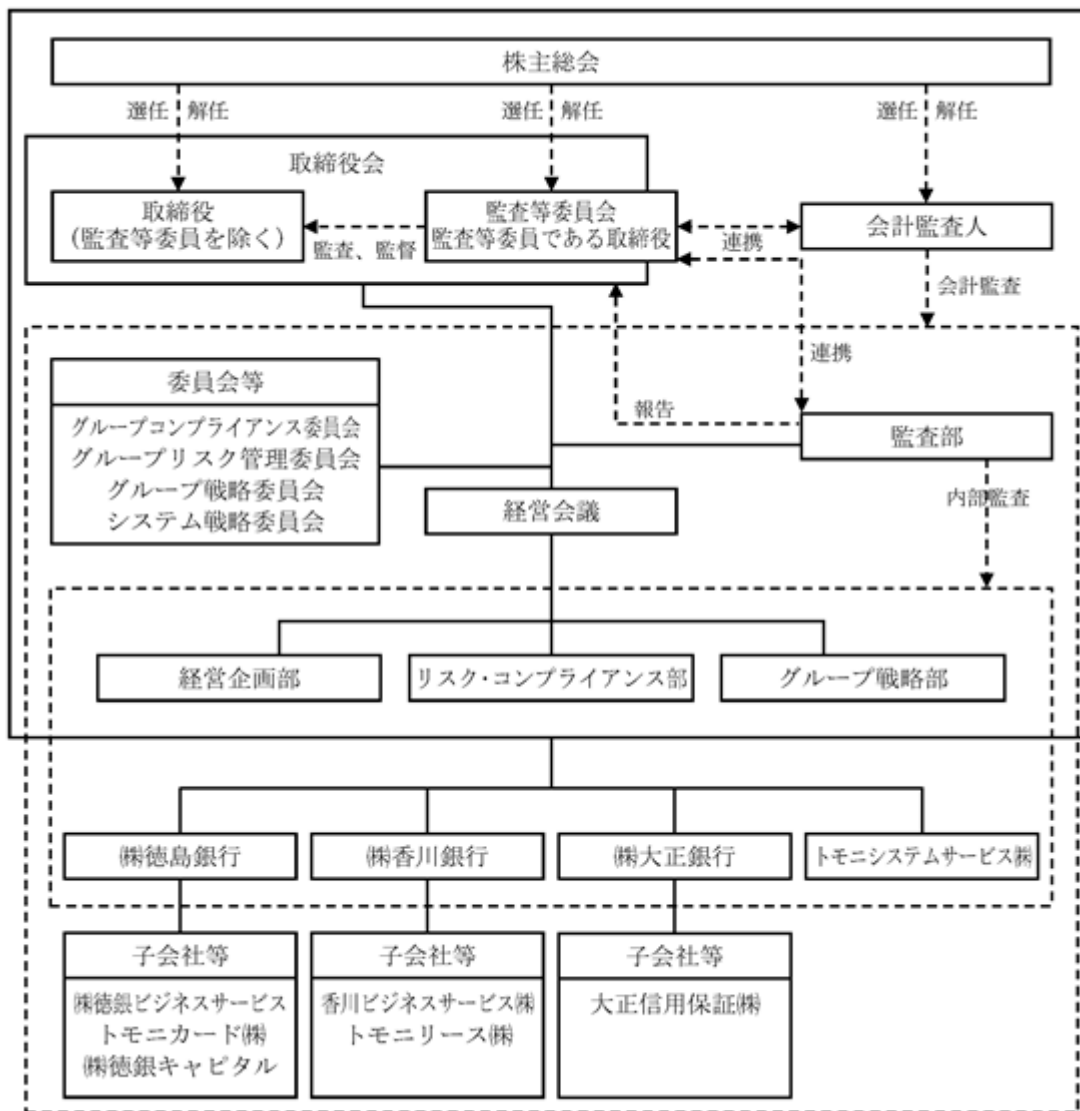 株主総会
選任 解任
選任 解任
選任 解任
取締役会
取締役
(監査等委員を除く)
監査、監督
監査等委員会
監査等委員である取締役
連携
会計監査人
会計監査
連携
報告
監査部
内部監査
委員会等
グループコンプライアンス委員会
グループリスク管理委員会
グループ戦略委員会
システム戦略委員会
経営会議
経営企画部
リスク・コンプライアンス部
グループ戦略部
㈱徳島銀行
㈱香川銀行
㈱大正銀行
トモニシステムサービス㈱
子会社等
㈱徳銀ビジネスサービス
トモニカード㈱
㈱徳銀キャピタル
子会社等
香川ビジネスサービス㈱
トモニリース㈱
子会社等
大正信用保証㈱